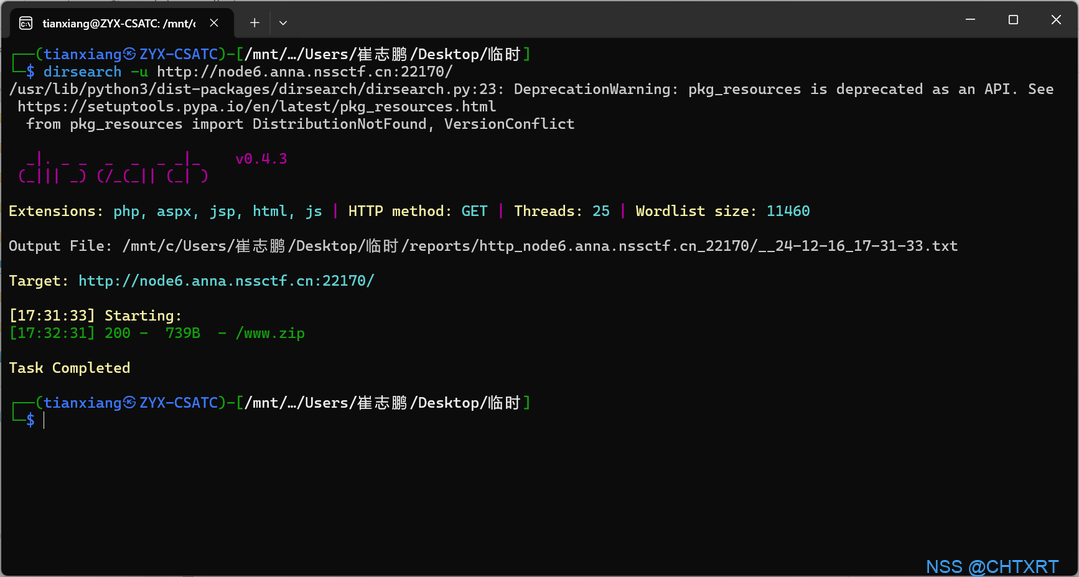 tianxiang@ZYX-CSATC: /mnt/c
┌──(tianxiang㉿ZYX-CSATC)-[/mnt/…/Users/崔志鹏/Desktop/临时]
└─$ dirsearch -u http://node6.anna.nssctf.cn:22170/
/usr/lib/python3/dist-packages/dirsearch/dirsearch.py:23: DeprecationWarning: pkg_resources is deprecated as an API. See
https://setuptools.pypa.io/en/latest/pkg_resources.html
from pkg_resources import DistributionNotFound, VersionConflict
_|. _ _  _  _  _ _|_    v0.4.3
(_||| _) (/_(_|| (_| )
Extensions: php, aspx, jsp, html, js | HTTP method: GET | Threads: 25 | Wordlist size: 11460
Output File: /mnt/c/Users/崔志鹏/Desktop/临时/reports/http_node6.anna.nssctf.cn_22170/__24-12-16_17-31-33.txt
Target: http://node6.anna.nssctf.cn:22170/
[17:31:33] Starting:
[17:32:31] 200 -  739B  - /www.zip
Task Completed
┌──(tianxiang㉿ZYX-CSATC)-[/mnt/…/Users/崔志鹏/Desktop/临时]
└─$
NSS @CHTXRT